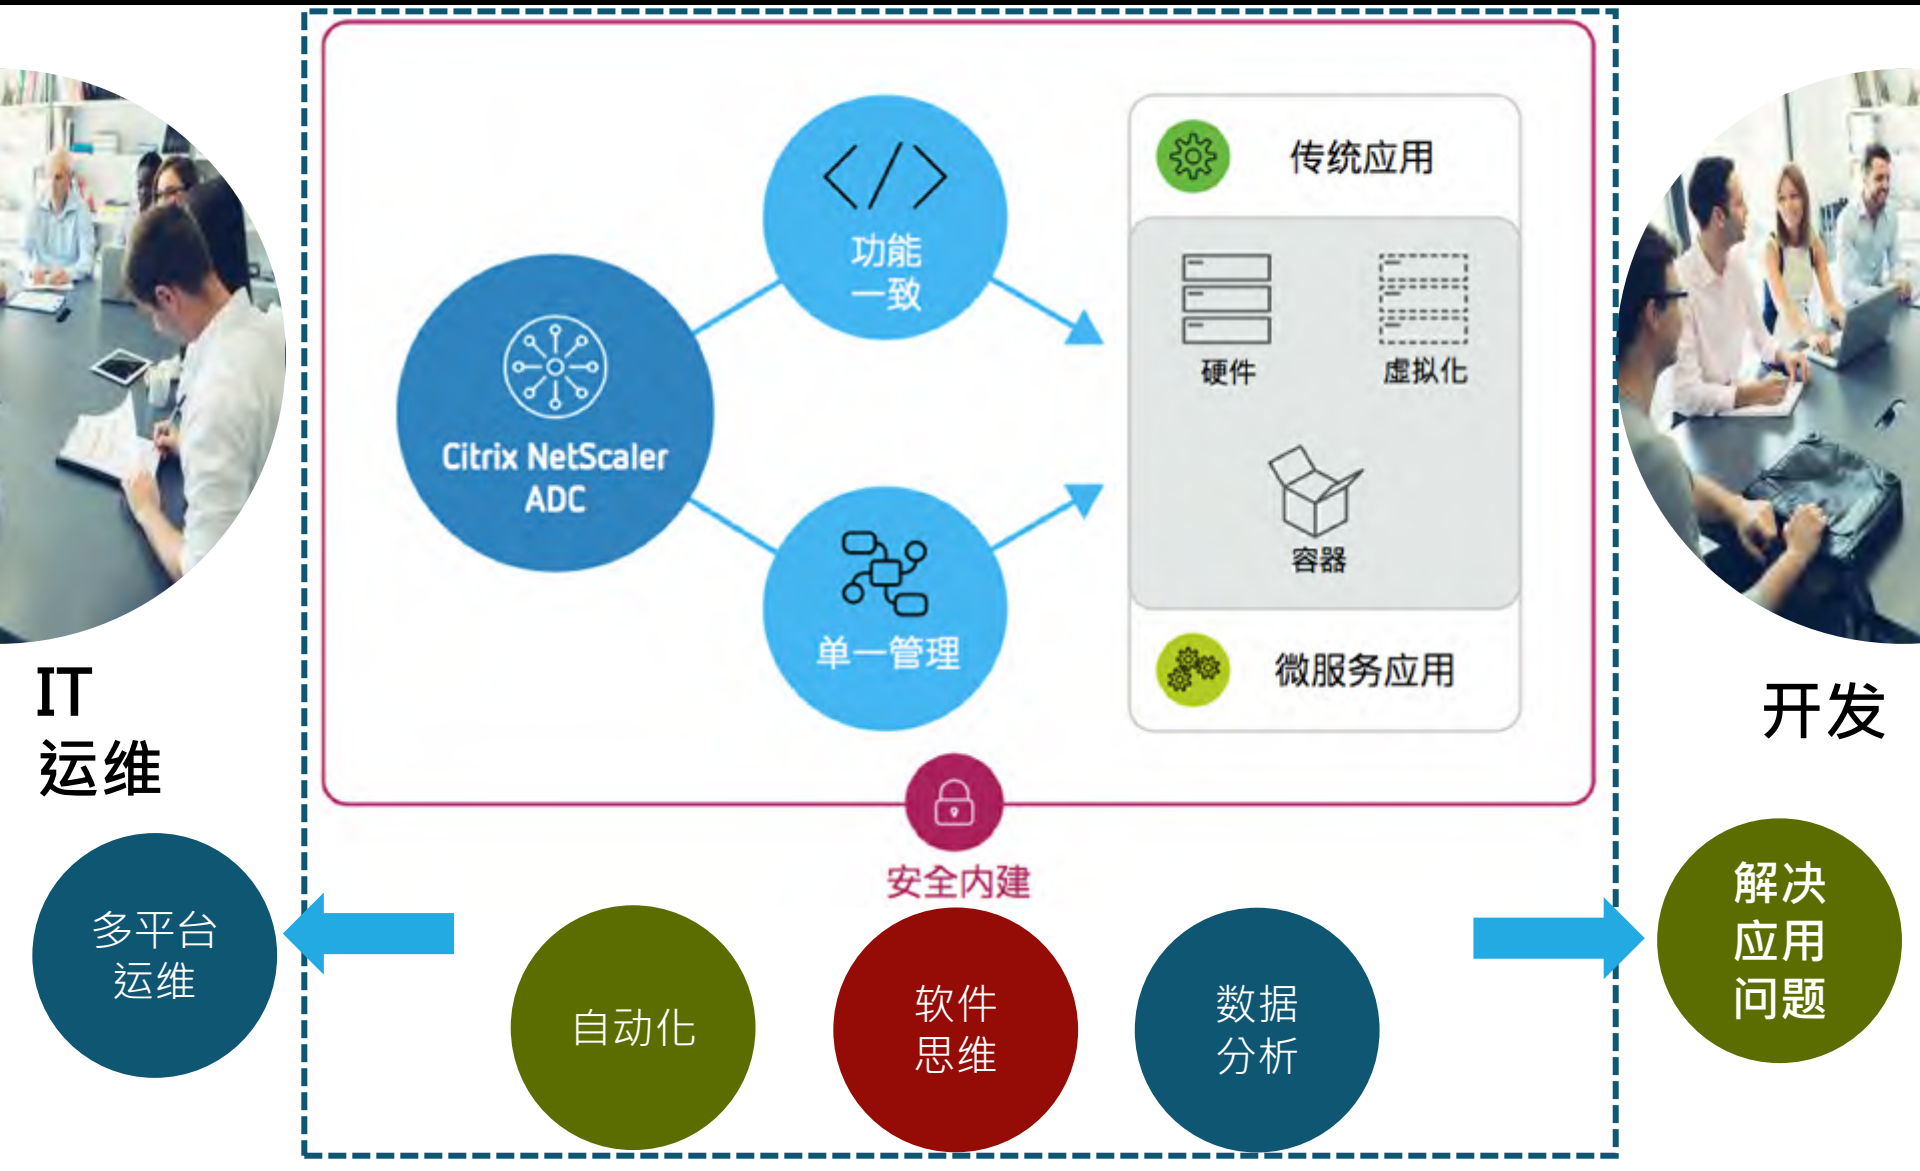 功能
一致
Citrix NetScaler
ADC
单一管理
传统应用
硬件
虚拟化
容器
微服务应用
安全内建
IT
运维
开发
多平台
运维
自动化
软件
思维
数据
分析
解决
应用
问题